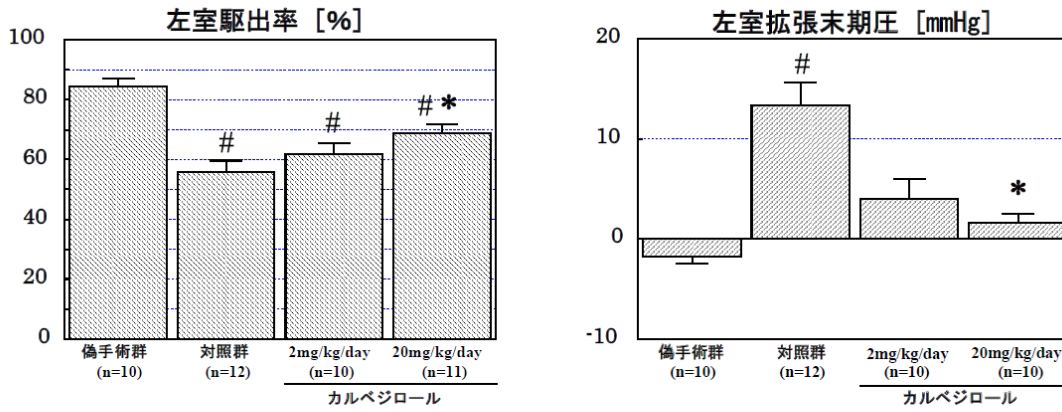 左室駆出率 [%]
100
80
60
40
20
0
#
#
# *
偽手術群
(n=10)
対照群
(n=12)
2mg/kg/day
(n=10)
20mg/kg/day
(n=11)
カルベジロール
左室拡張末期圧 [mmHg]
20
10
0
-10
#
*
偽手術群
(n=10)
対照群
(n=12)
2mg/kg/day
(n=10)
20mg/kg/day
(n=10)
カルベジロール